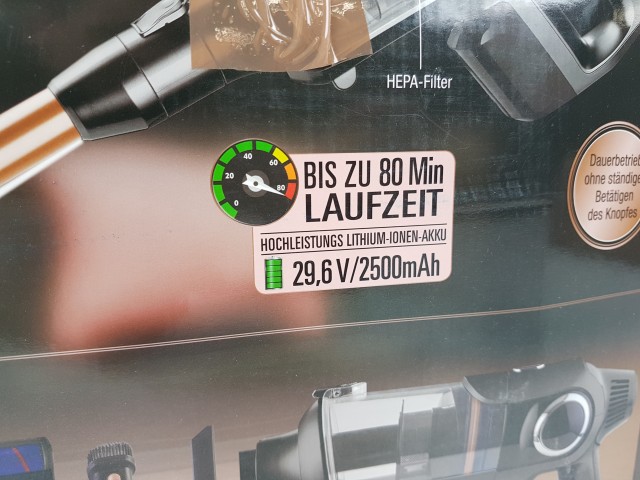 HEPA-Filter
0
20
40
60
80
BIS ZU 80 Min
LAUFZEIT
HOCHLEISTUNGS LITHIUM-IONEN-AKKU
29,6 V/2500mAh
Dauerbetrieb
ohne ständiges
Betätigen
des Knopfes